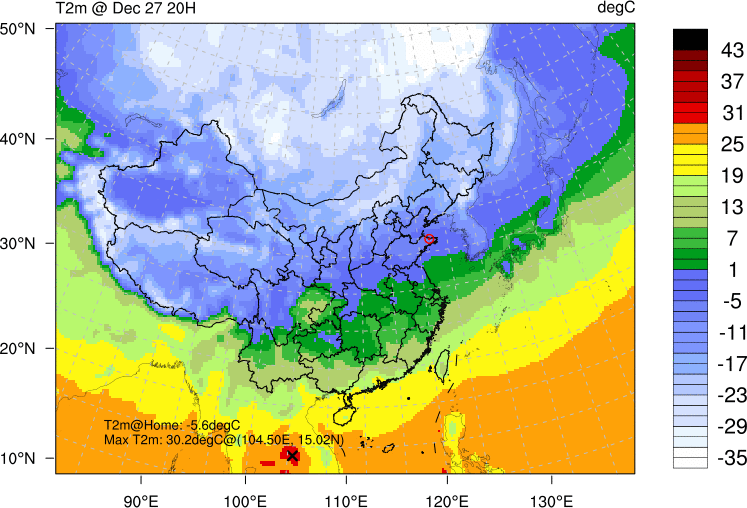 T2m @ Dec 27 20H
degC
50°N
40°N
30°N
20°N
10°N
90°E
100°E
110°E
120°E
130°E
T2m@Home: -5.6degC
Max T2m: 30.2degC@(104.50E, 15.02N)
43
37
31
25
19
13
7
1
-5
-11
-17
-23
-29
-35